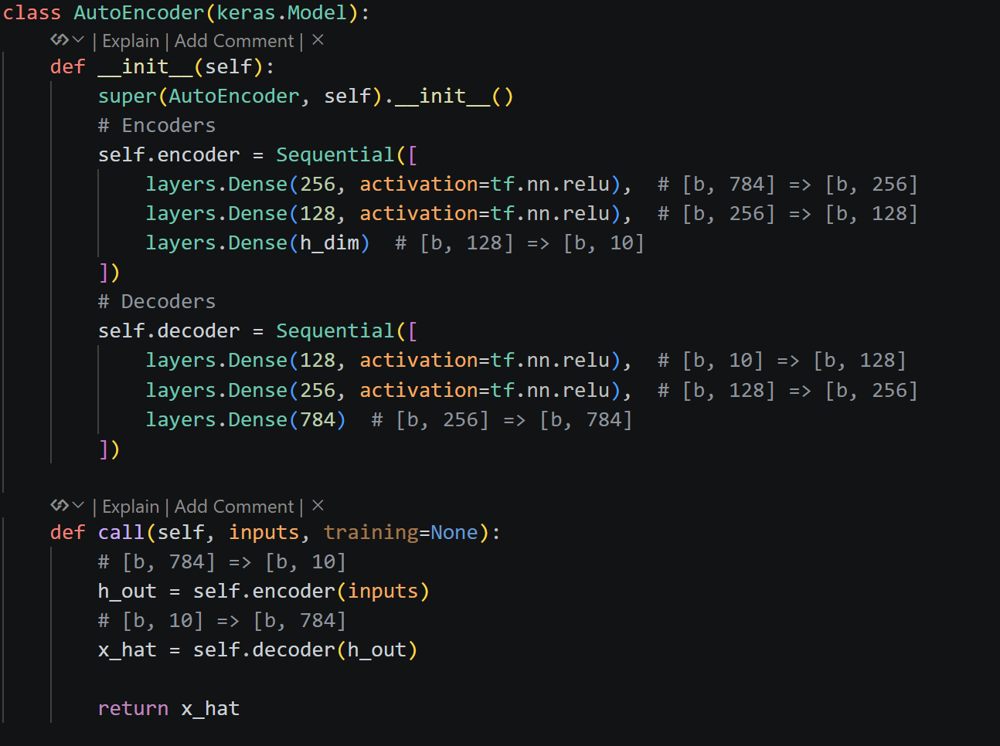 class AutoEncoder(keras.Model):
| Explain | Add Comment | ×
def __init__(self):
super(AutoEncoder, self).__init__()
# Encoders
self.encoder = Sequential([
layers.Dense(256, activation=tf.nn.relu),  # [b, 784] => [b, 256]
layers.Dense(128, activation=tf.nn.relu),  # [b, 256] => [b, 128]
layers.Dense(h_dim)  # [b, 128] => [b, 10]
])
# Decoders
self.decoder = Sequential([
layers.Dense(128, activation=tf.nn.relu),  # [b, 10] => [b, 128]
layers.Dense(256, activation=tf.nn.relu),  # [b, 128] => [b, 256]
layers.Dense(784)  # [b, 256] => [b, 784]
])
| Explain | Add Comment | ×
def call(self, inputs, training=None):
# [b, 784] => [b, 10]
h_out = self.encoder(inputs)
# [b, 10] => [b, 784]
x_hat = self.decoder(h_out)
return x_hat